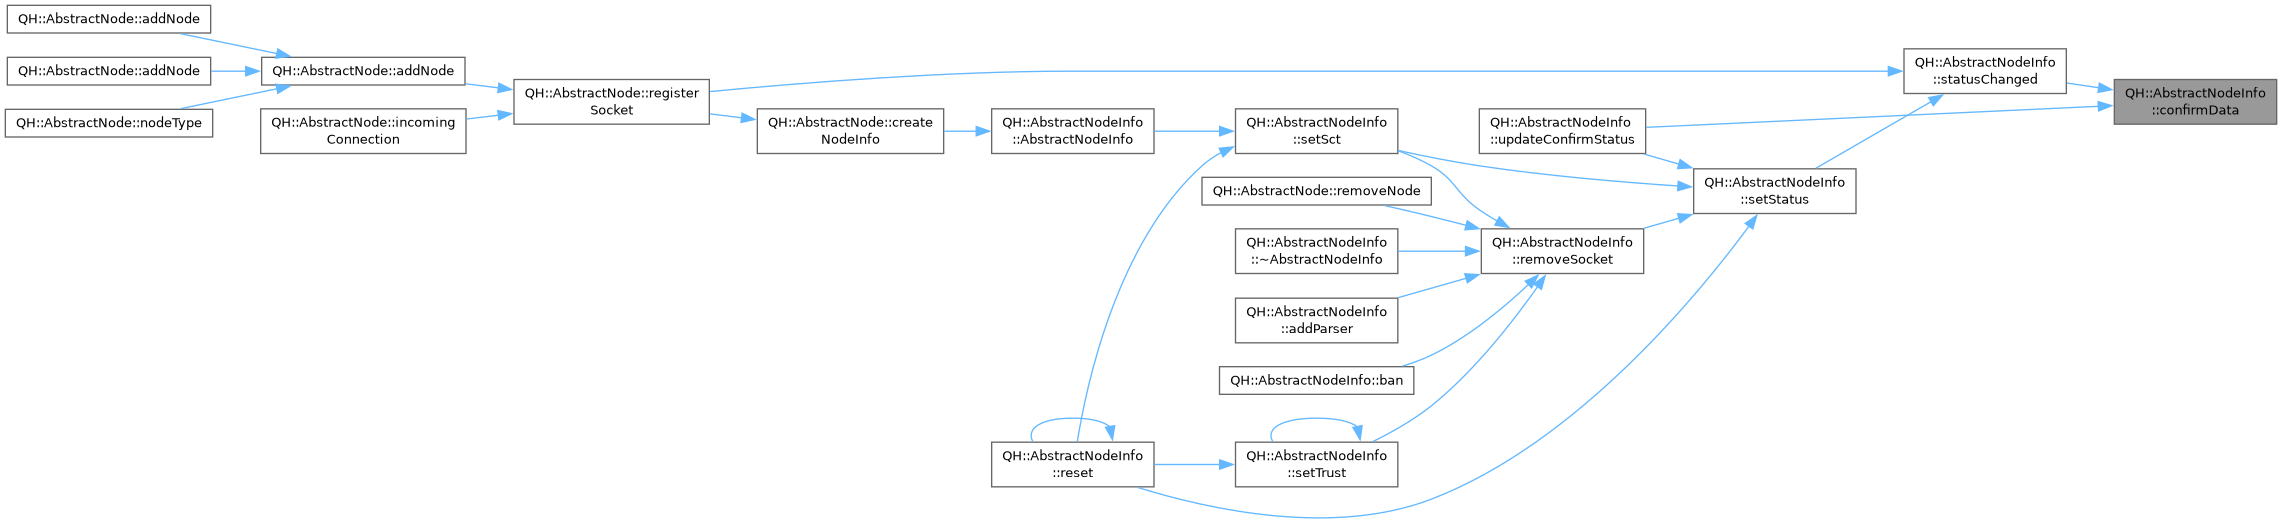 QH::AbstractNode::addNode
QH::AbstractNode::addNode
QH::AbstractNode::nodeType
QH::AbstractNode::addNode
QH::AbstractNode::incoming
Connection
QH::AbstractNode::register
Socket
QH::AbstractNode::create
NodeInfo
QH::AbstractNodeInfo
::AbstractNodeInfo
QH::AbstractNodeInfo
::reset
QH::AbstractNodeInfo
::setSct
QH::AbstractNode::removeNode
QH::AbstractNodeInfo
::~AbstractNodeInfo
QH::AbstractNodeInfo
::addParser
QH::AbstractNodeInfo::ban
QH::AbstractNodeInfo
::setTrust
QH::AbstractNodeInfo
::updateConfirmStatus
QH::AbstractNodeInfo
::removeSocket
QH::AbstractNodeInfo
::setStatus
QH::AbstractNodeInfo
::statusChanged
QH::AbstractNodeInfo
::confirmData